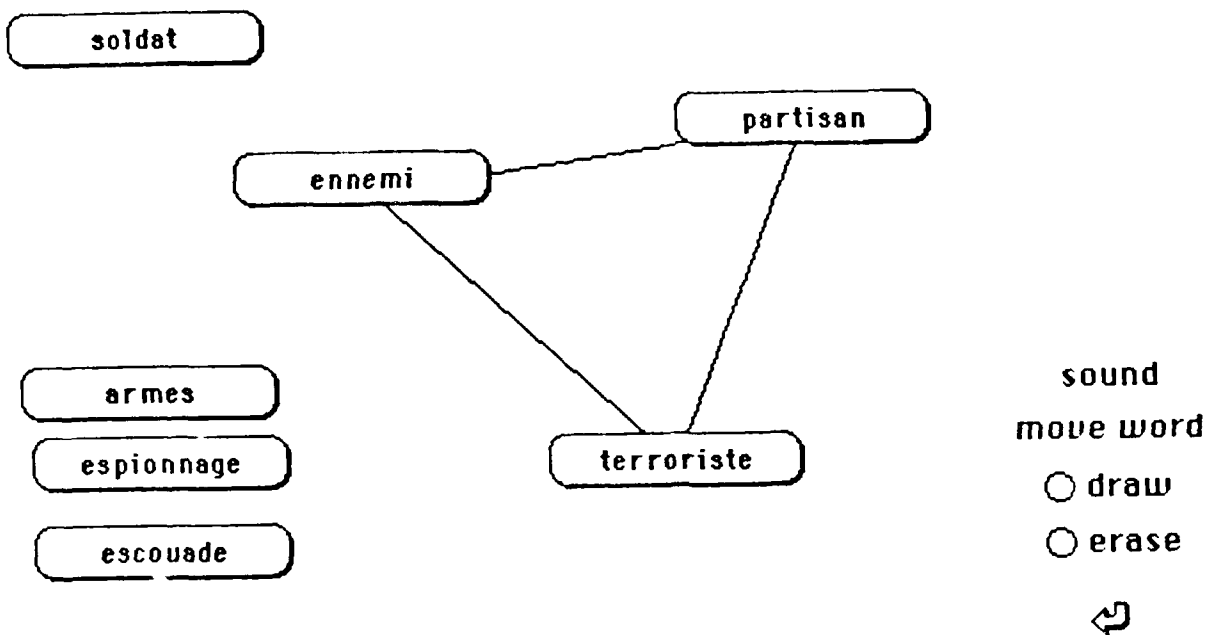 soldat
partisan
ennemi
armes
espionnage
escouade
terroriste
sound
move word
draw
erase